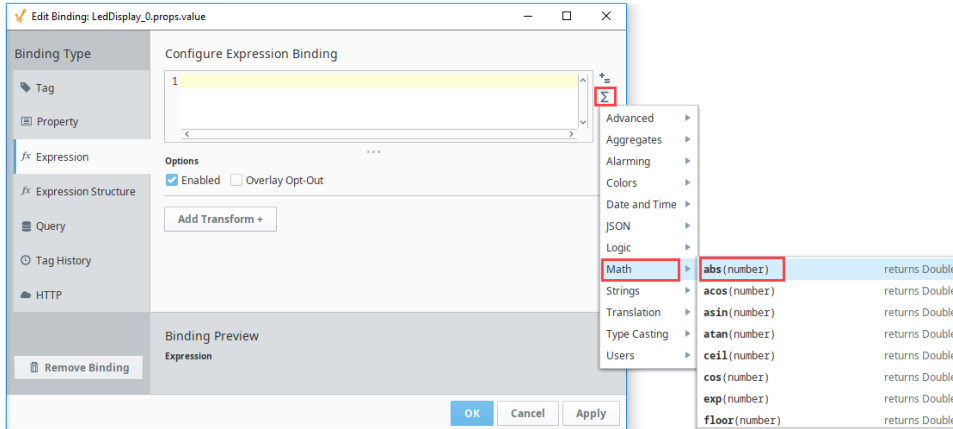 Edit Binding: LedDisplay_0.props.value
Binding Type
Tag
Property
fx Expression
fx Expression Structure
Query
Tag History
HTTP
Remove Binding
Configure Expression Binding
1
Options
Enabled Overlay Opt-Out
Add Transform +
Binding Preview
Expression
OK Cancel Apply
Σ
Advanced
Aggregates
Alarming
Colors
Date and Time
JSON
Logic
Math
Strings
Translation
Type Casting
Users
abs(number) returns Double
acos(number) returns Double
asin(number) returns Double
atan(number) returns Double
ceil(number) returns Double
cos(number) returns Double
exp(number) returns Double
floor(number) returns Double